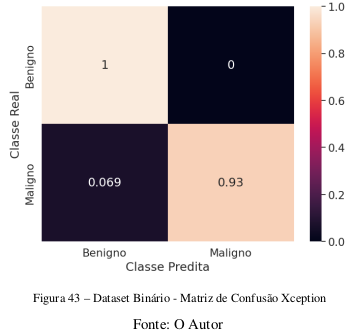 1.0
0.8
0.6
0.4
0.2
0.0
Classe Real
Benigno
Maligno
1
0
0.069
0.93
Benigno
Maligno
Classe Predita
Figura 43 – Dataset Binário - Matriz de Confusão Xception
Fonte: O Autor